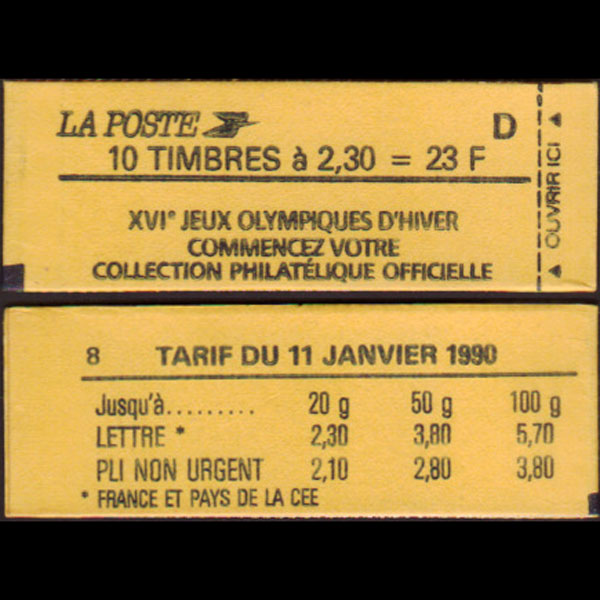 LA POSTE D
10 TIMBRES à 2,30 = 23 F
XVIe JEUX OLYMPIQUES D'HIVER
COMMENCEZ VOTRE
COLLECTION PHILATÉLIQUE OFFICIELLE
OUVRIR ICI
8 TARIF DU 11 JANVIER 1990
Jusqu'à......... 20 g 50 g 100 g
LETTRE * 2,30 3,80 5,70
PLI NON URGENT 2,10 2,80 3,80
* FRANCE ET PAYS DE LA CEE